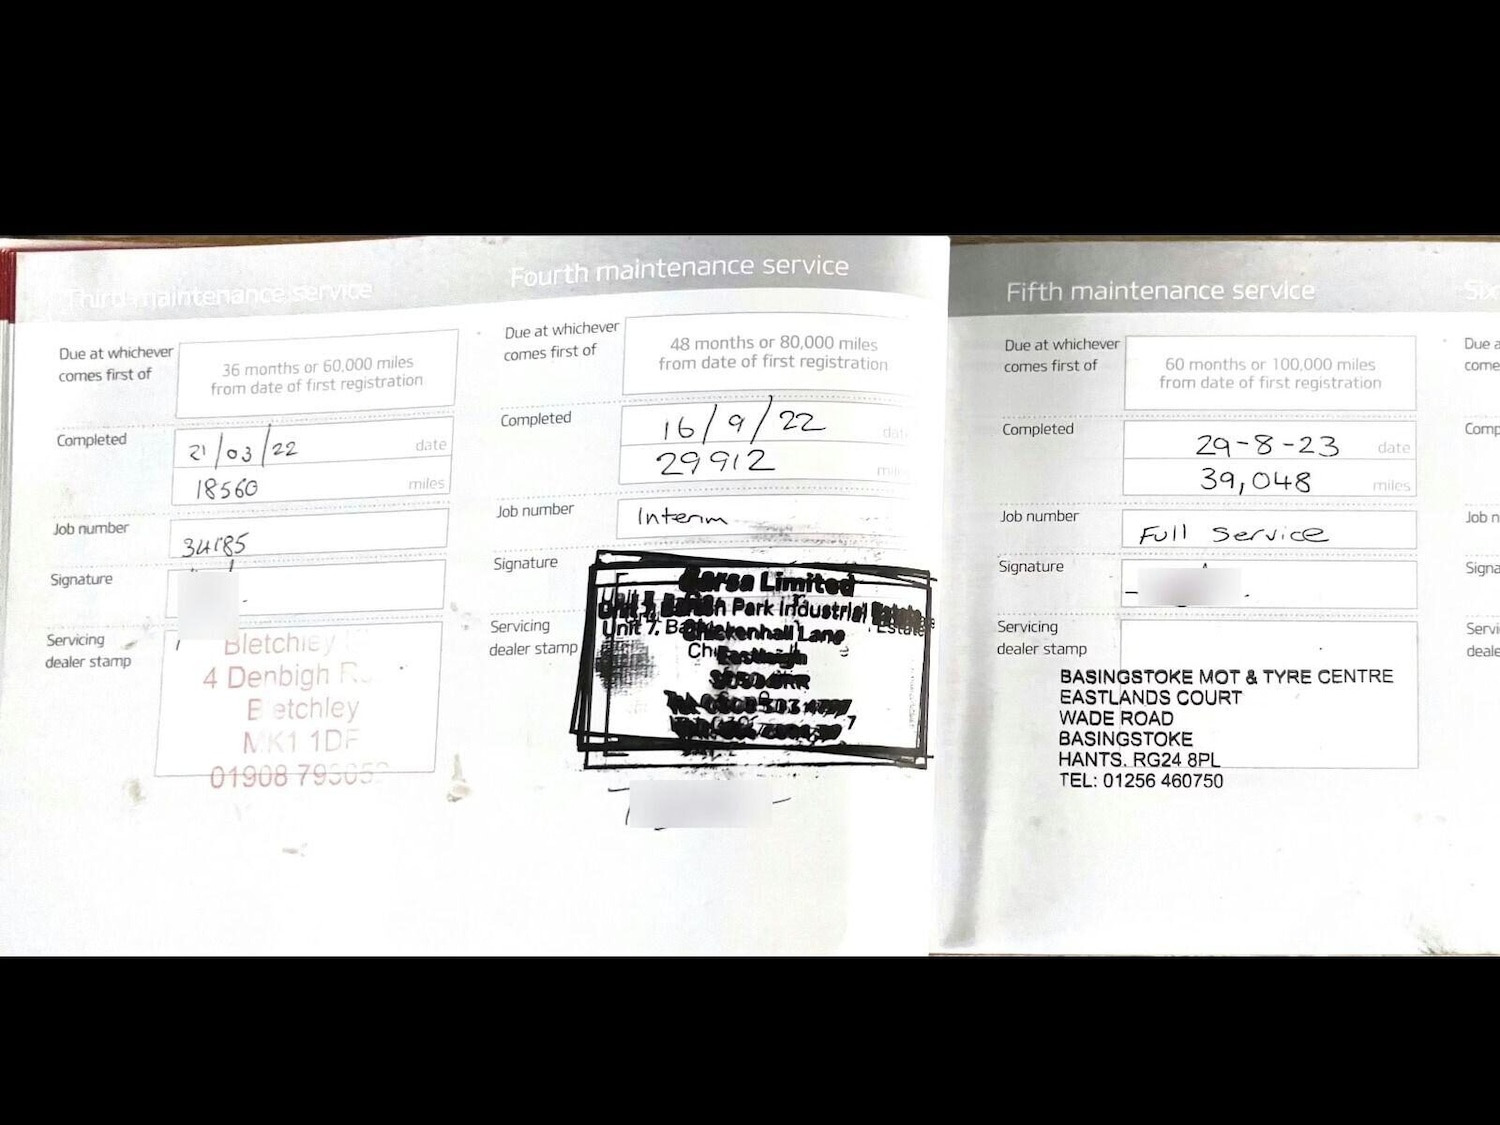 Third maintenance service
Due at whichever
comes first of
36 months or 60,000 miles
from date of first registration
Completed
21/03/22
date
18560
miles
Job number
34185
Signature
Servicing
dealer stamp
Bletchley
4 Denbigh
Bletchley
MK1 1DF
01908
Fourth maintenance service
Due at whichever
comes first of
48 months or 80,000 miles
from date of first registration
Completed
16/9/22
29912
Job number
Interim
Signature
Servicing
dealer stamp
Limited
Park Industrial Estate
Unit 7,
Chickenhall Lane
Eastleigh
Fifth maintenance service
Due at whichever
comes first of
60 months or 100,000 miles
from date of first registration
Completed
29-8-23
date
39,048
miles
Job number
Full Service
Signature
Servicing
dealer stamp
BASINGSTOKE MOT & TYRE CENTRE
EASTLANDS COURT
WADE ROAD
BASINGSTOKE
HANTS. RG24 8PL
TEL: 01256 460750